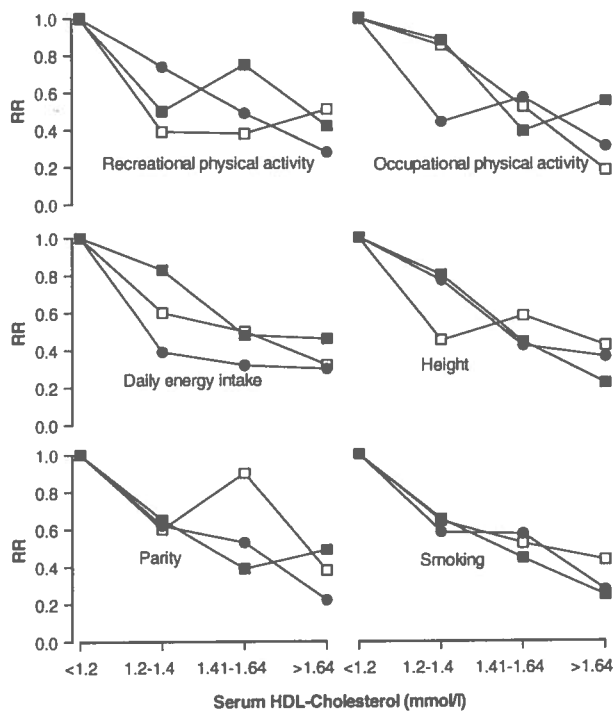 1.0
0.8
0.6
0.4
0.2
0.0
RR
Recreational physical activity
Occupational physical activity
1.0
0.8
0.6
0.4
0.2
0.0
RR
Daily energy intake
Height
1.0
0.8
0.6
0.4
0.2
0.0
RR
Parity
Smoking
<1.2 1.2-1.4 1.41-1.64 >1.64 <1.2 1.2-1.4 1.41-1.64 >1.64
Serum HDL-Cholesterol (mmol/l)